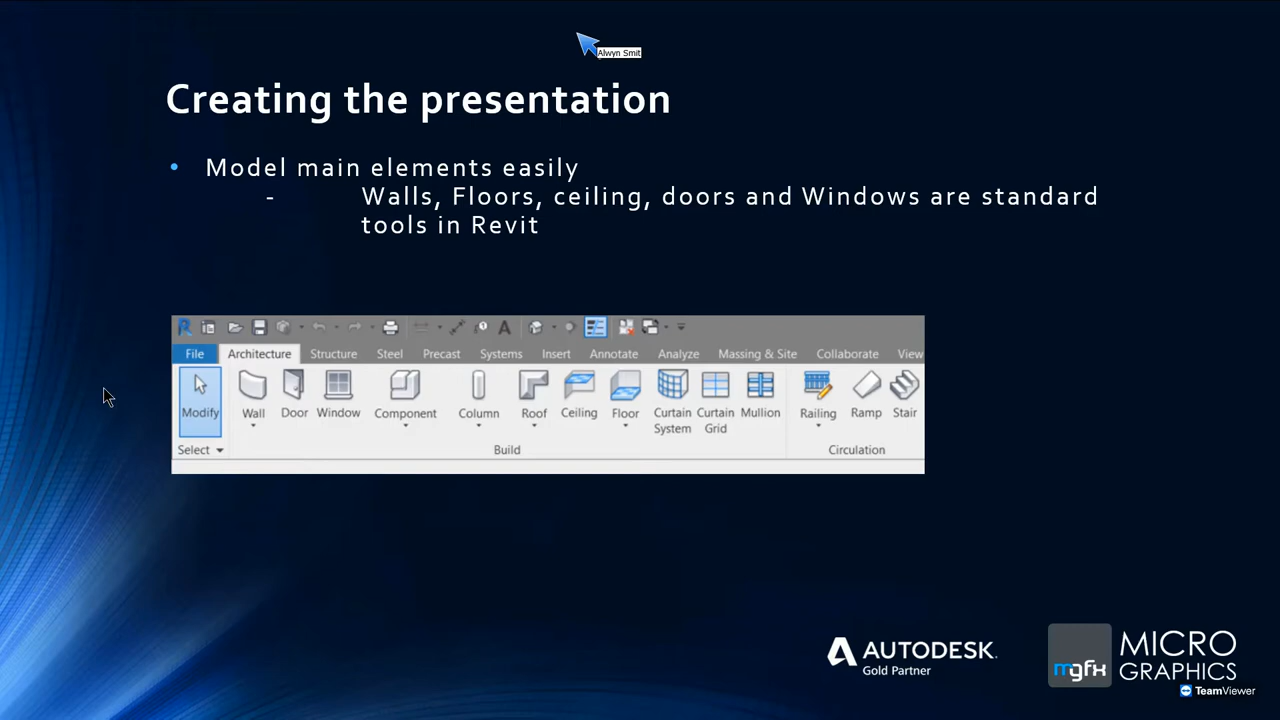 Alwyn Smit
Creating the presentation
• Model main elements easily
- Walls, Floors, ceiling, doors and Windows are standard
tools in Revit
File Architecture Structure Steel Precast Systems Insert Annotate Analyze Massing & Site Collaborate View
Modify Wall Door Window Component Column Roof Ceiling Floor Curtain System Curtain Grid Mullion Railing Ramp Stair
Select Build Circulation
AUTODESK.
Gold Partner
mgfx
MICRO
GRAPHICS
TeamViewer